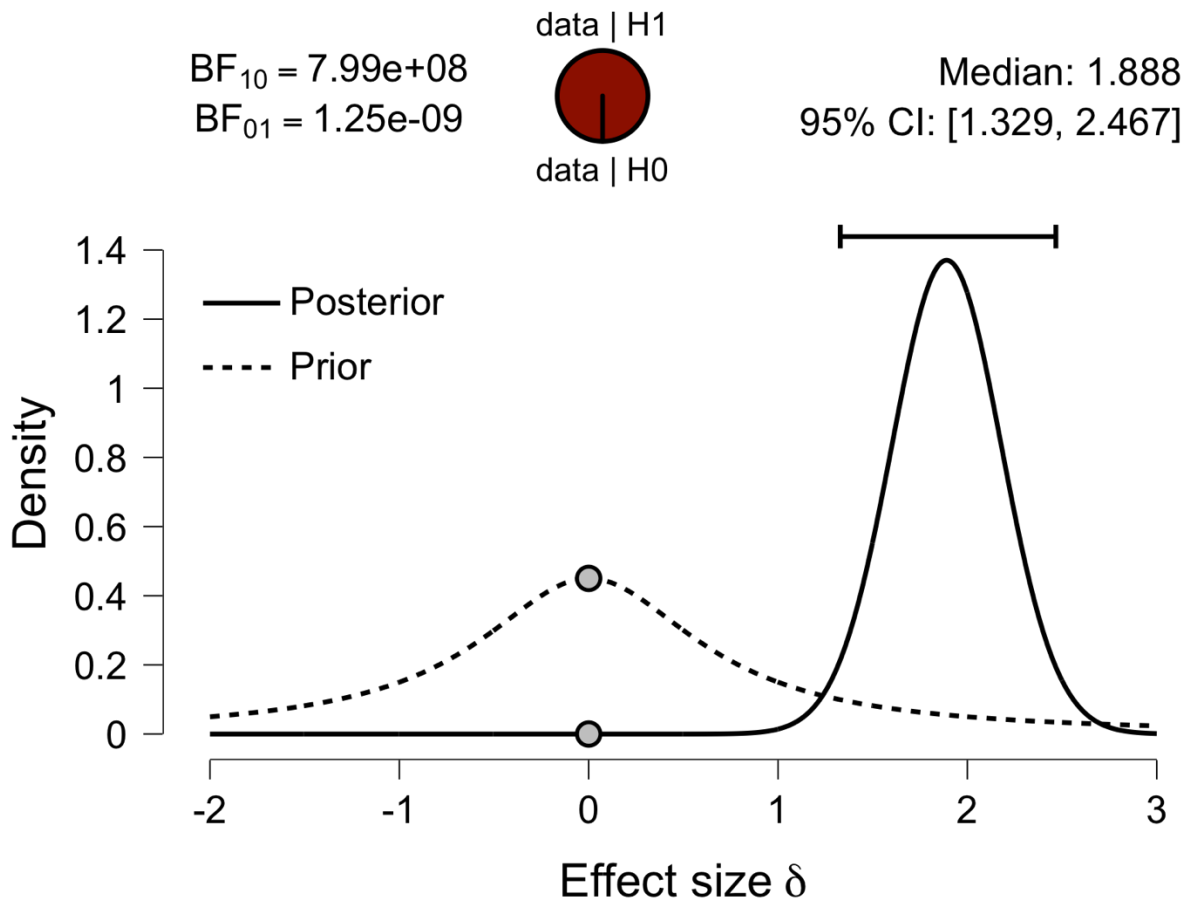 data | H1
BF10 = 7.99e+08
BF01 = 1.25e-09
data | H0
Median: 1.888
95% CI: [1.329, 2.467]
Posterior
Prior
Density
1.4
1.2
1
0.8
0.6
0.4
0.2
0
-2
-1
0
1
2
3
Effect size δ